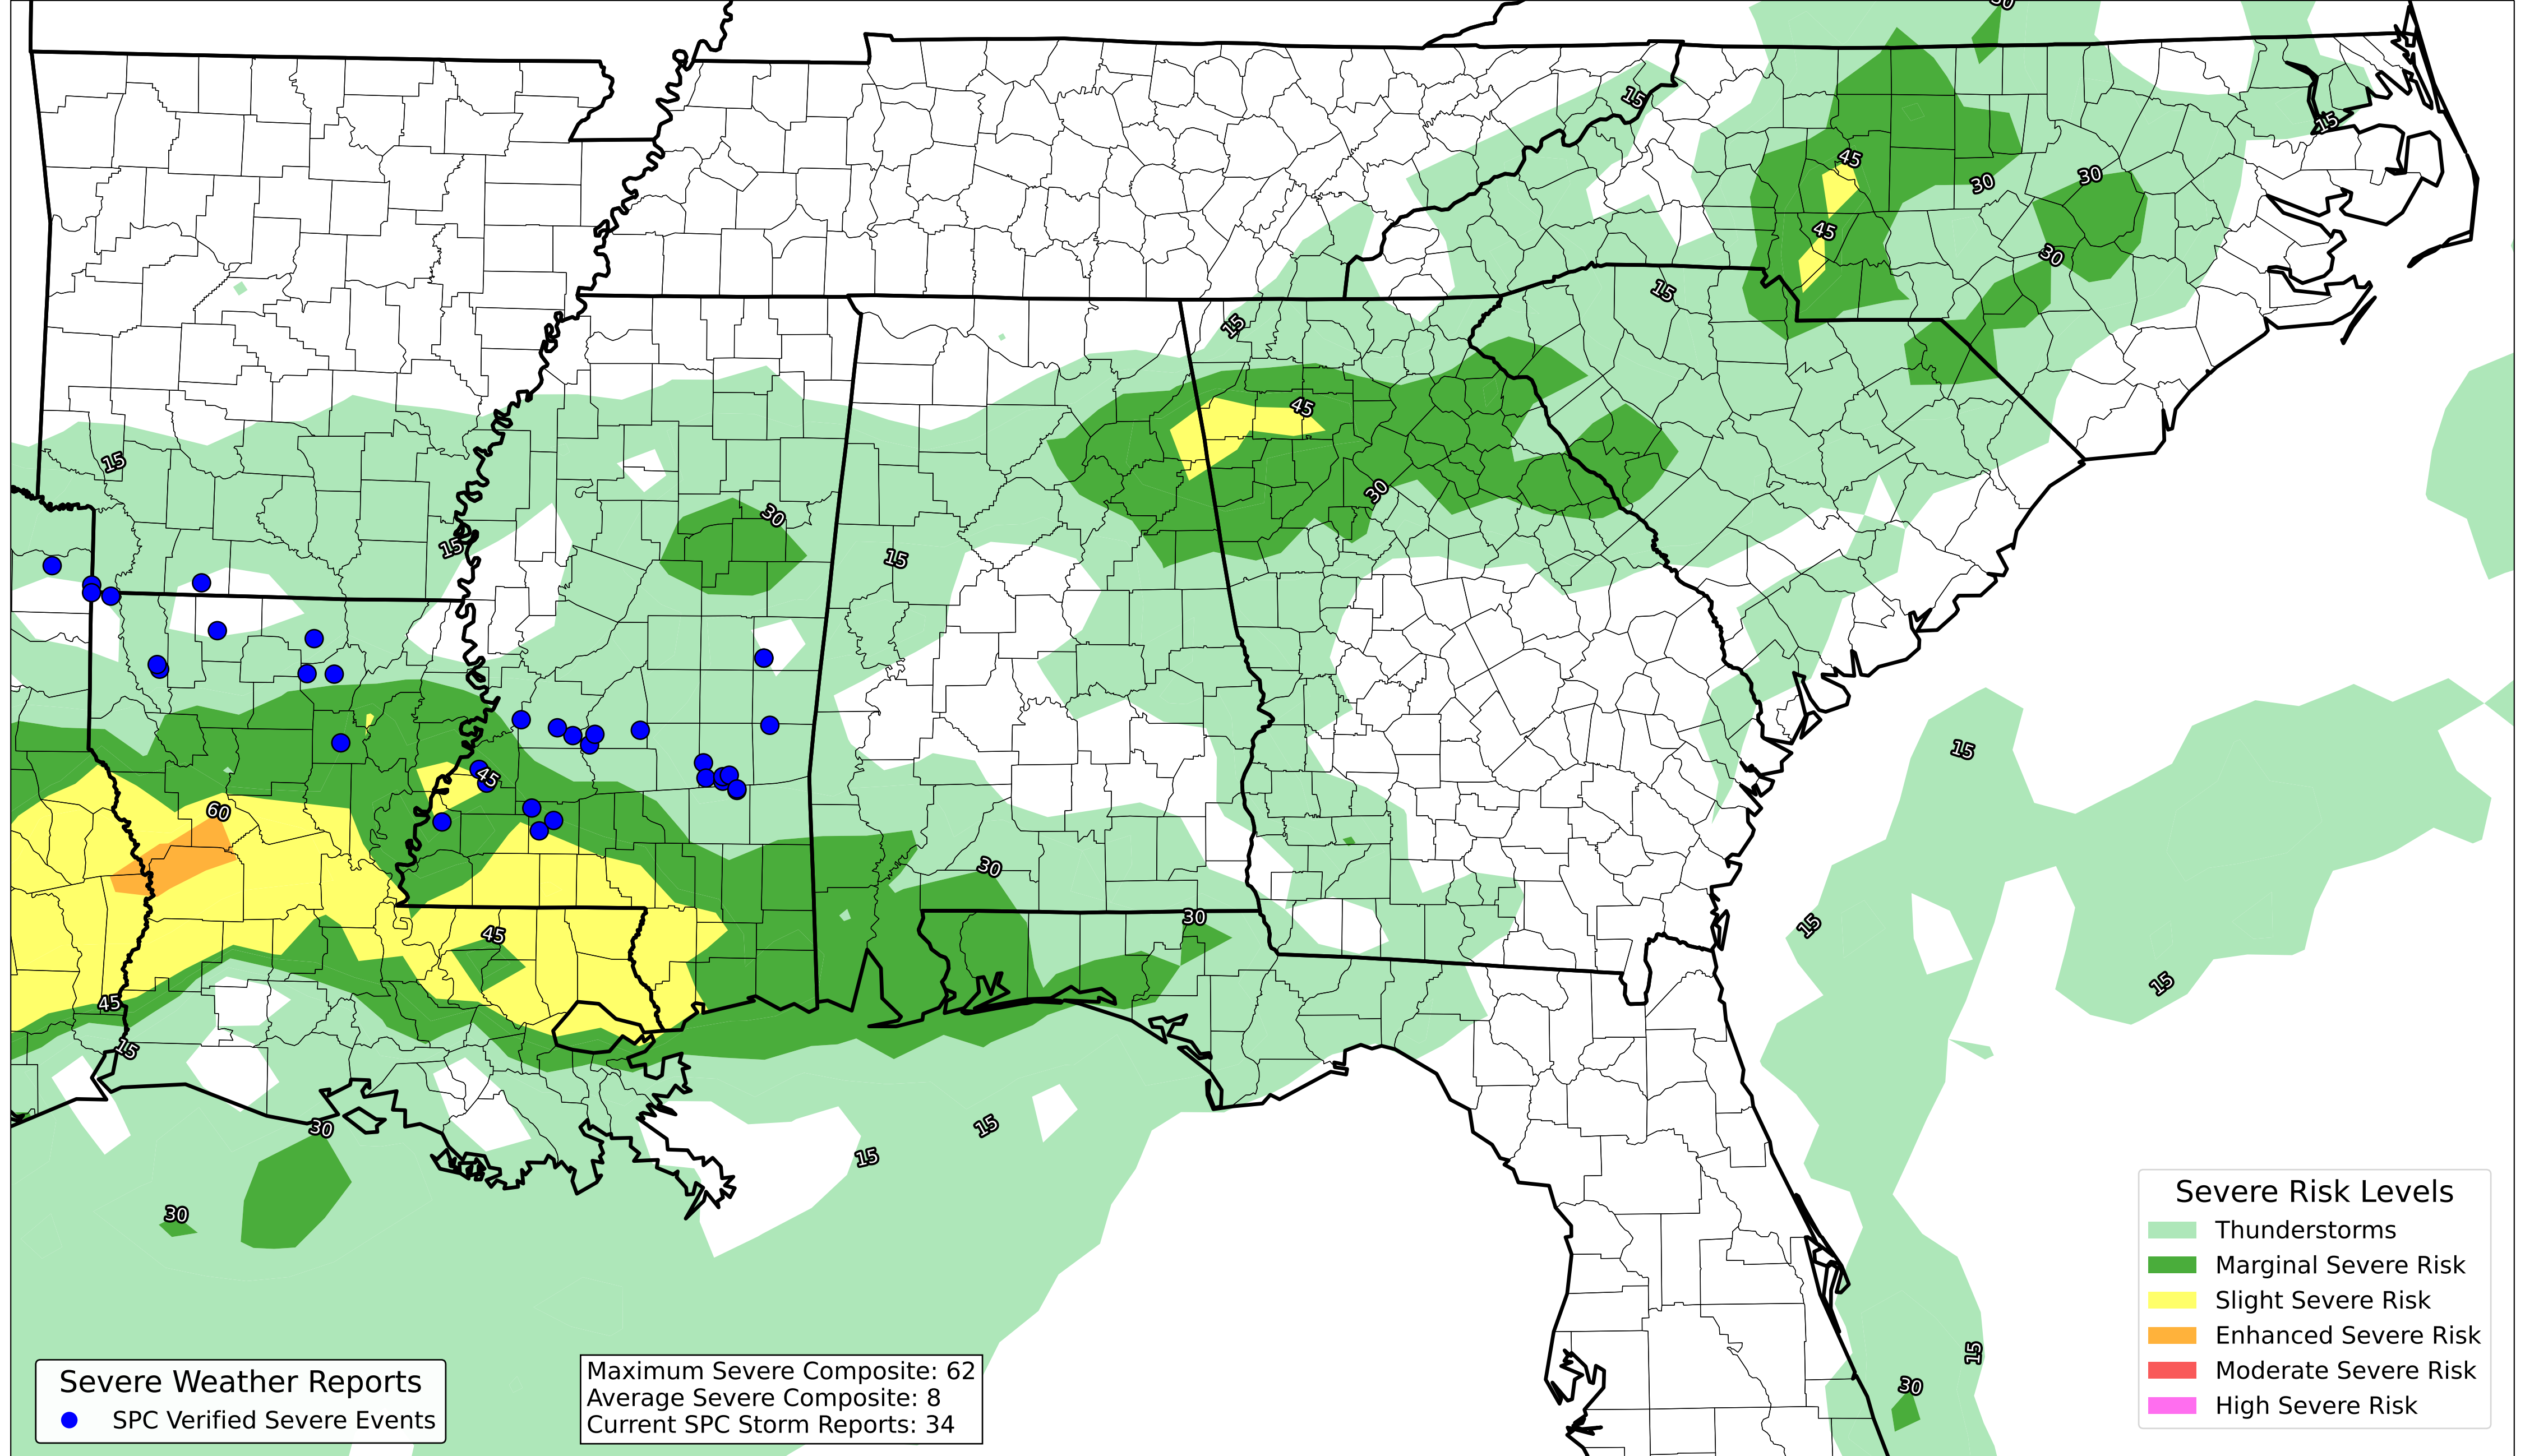 30
15
15
45
30
30
45
30
15
15
45
15
30
30
15
15
15
45
60
15
30
30
15
45
15
45
15
15
30
15
30
15
30
Severe Risk Levels
Thunderstorms
Marginal Severe Risk
Slight Severe Risk
Enhanced Severe Risk
Moderate Severe Risk
High Severe Risk
Severe Weather Reports
SPC Verified Severe Events
Maximum Severe Composite: 62
Average Severe Composite: 8
Current SPC Storm Reports: 34